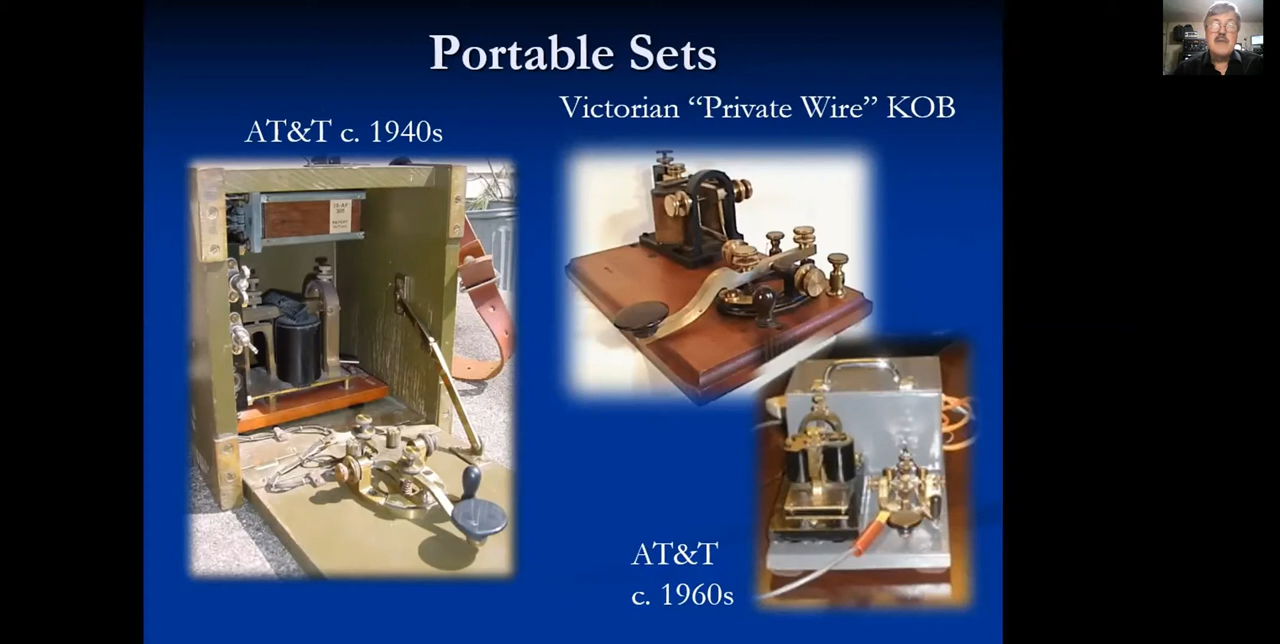 Portable Sets
Victorian “Private Wire” KOB
AT&T c. 1940s
AT&T
c. 1960s